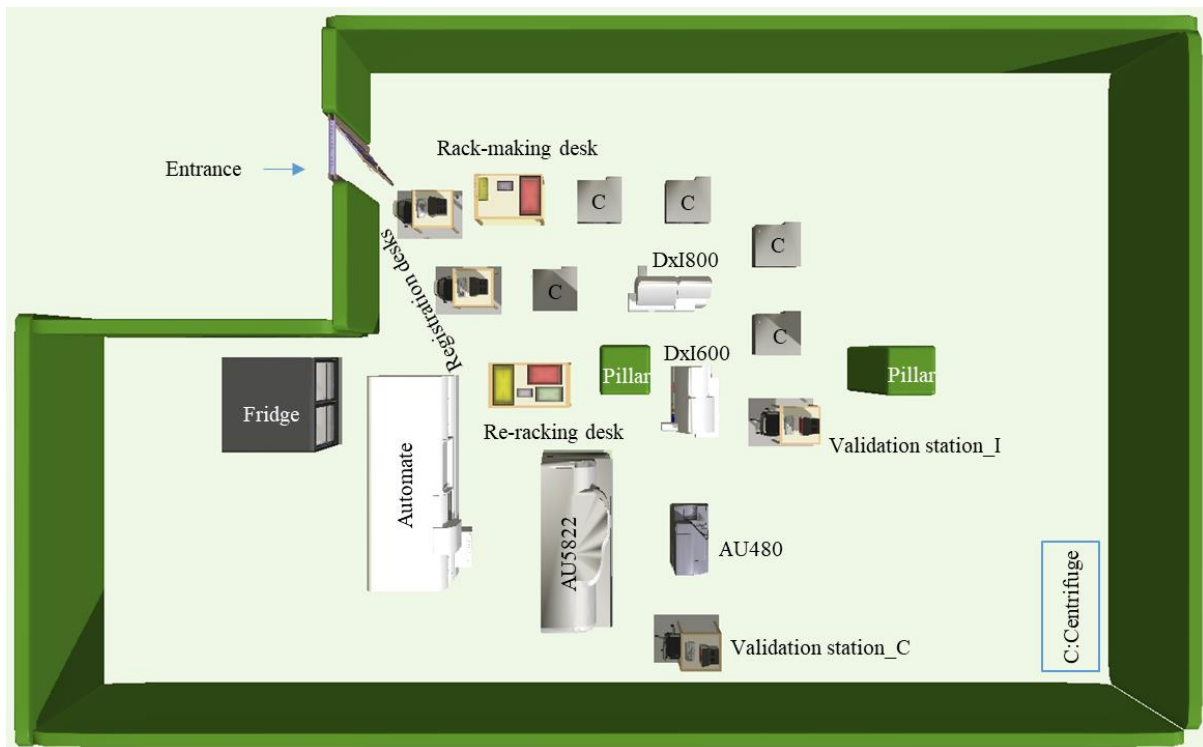 Entrance
Rack-making desk
C
C
C
DxI800
Registration desks
C
C
DxI600
Pillar
Pillar
Fridge
Automate
Re-racking desk
Validation station_I
AU5822
AU480
Validation station_C
C:Centrifuge